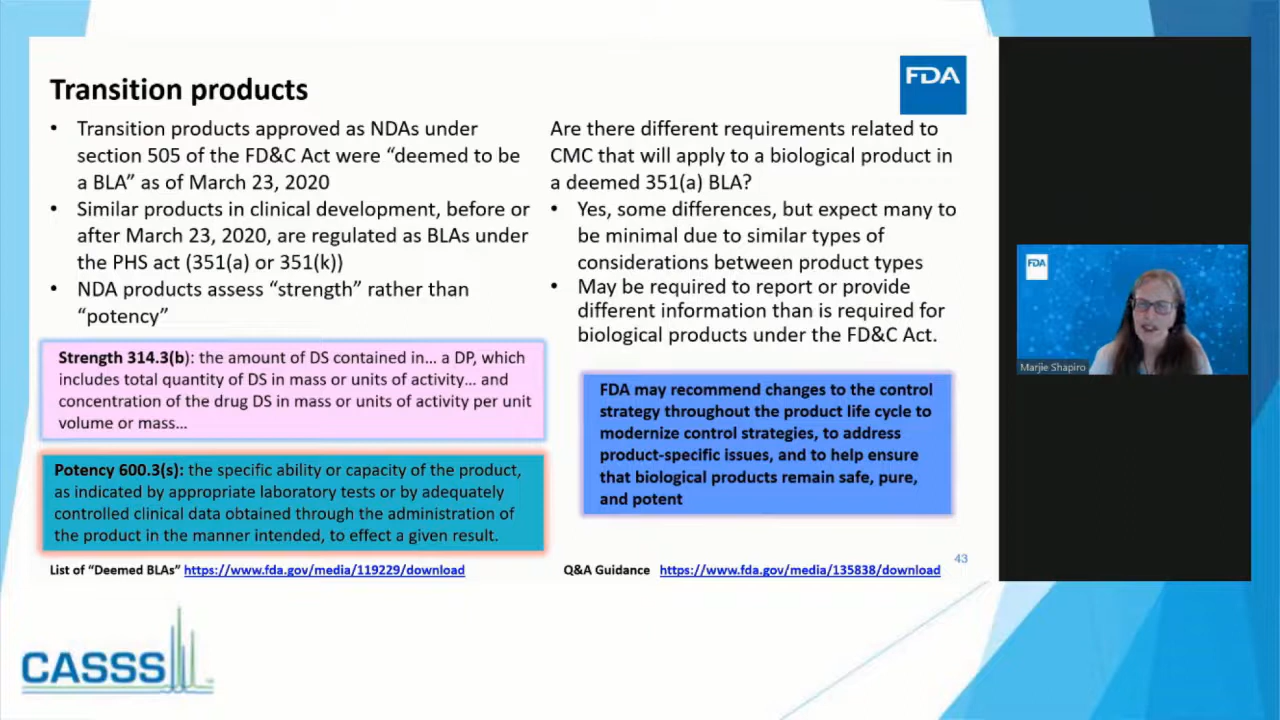 Transition products
FDA
• Transition products approved as NDAs under
section 505 of the FD&C Act were “deemed to be
a BLA” as of March 23, 2020
• Similar products in clinical development, before or
after March 23, 2020, are regulated as BLAs under
the PHS act (351(a) or 351(k))
• NDA products assess “strength” rather than
“potency”
Strength 314.3(b): the amount of DS contained in... a DP, which
includes total quantity of DS in mass or units of activity... and
concentration of the drug DS in mass or units of activity per unit
volume or mass...
Potency 600.3(s): the specific ability or capacity of the product,
as indicated by appropriate laboratory tests or by adequately
controlled clinical data obtained through the administration of
the product in the manner intended, to effect a given result.
List of “Deemed BLAs” https://www.fda.gov/media/119229/download
Are there different requirements related to
CMC that will apply to a biological product in
a deemed 351(a) BLA?
• Yes, some differences, but expect many to
be minimal due to similar types of
considerations between product types
• May be required to report or provide
different information than is required for
biological products under the FD&C Act.
FDA may recommend changes to the control
strategy throughout the product life cycle to
modernize control strategies, to address
product-specific issues, and to help ensure
that biological products remain safe, pure,
and potent
43
Q&A Guidance https://www.fda.gov/media/135838/download
FDA
Marjie Shapiro
CASSS